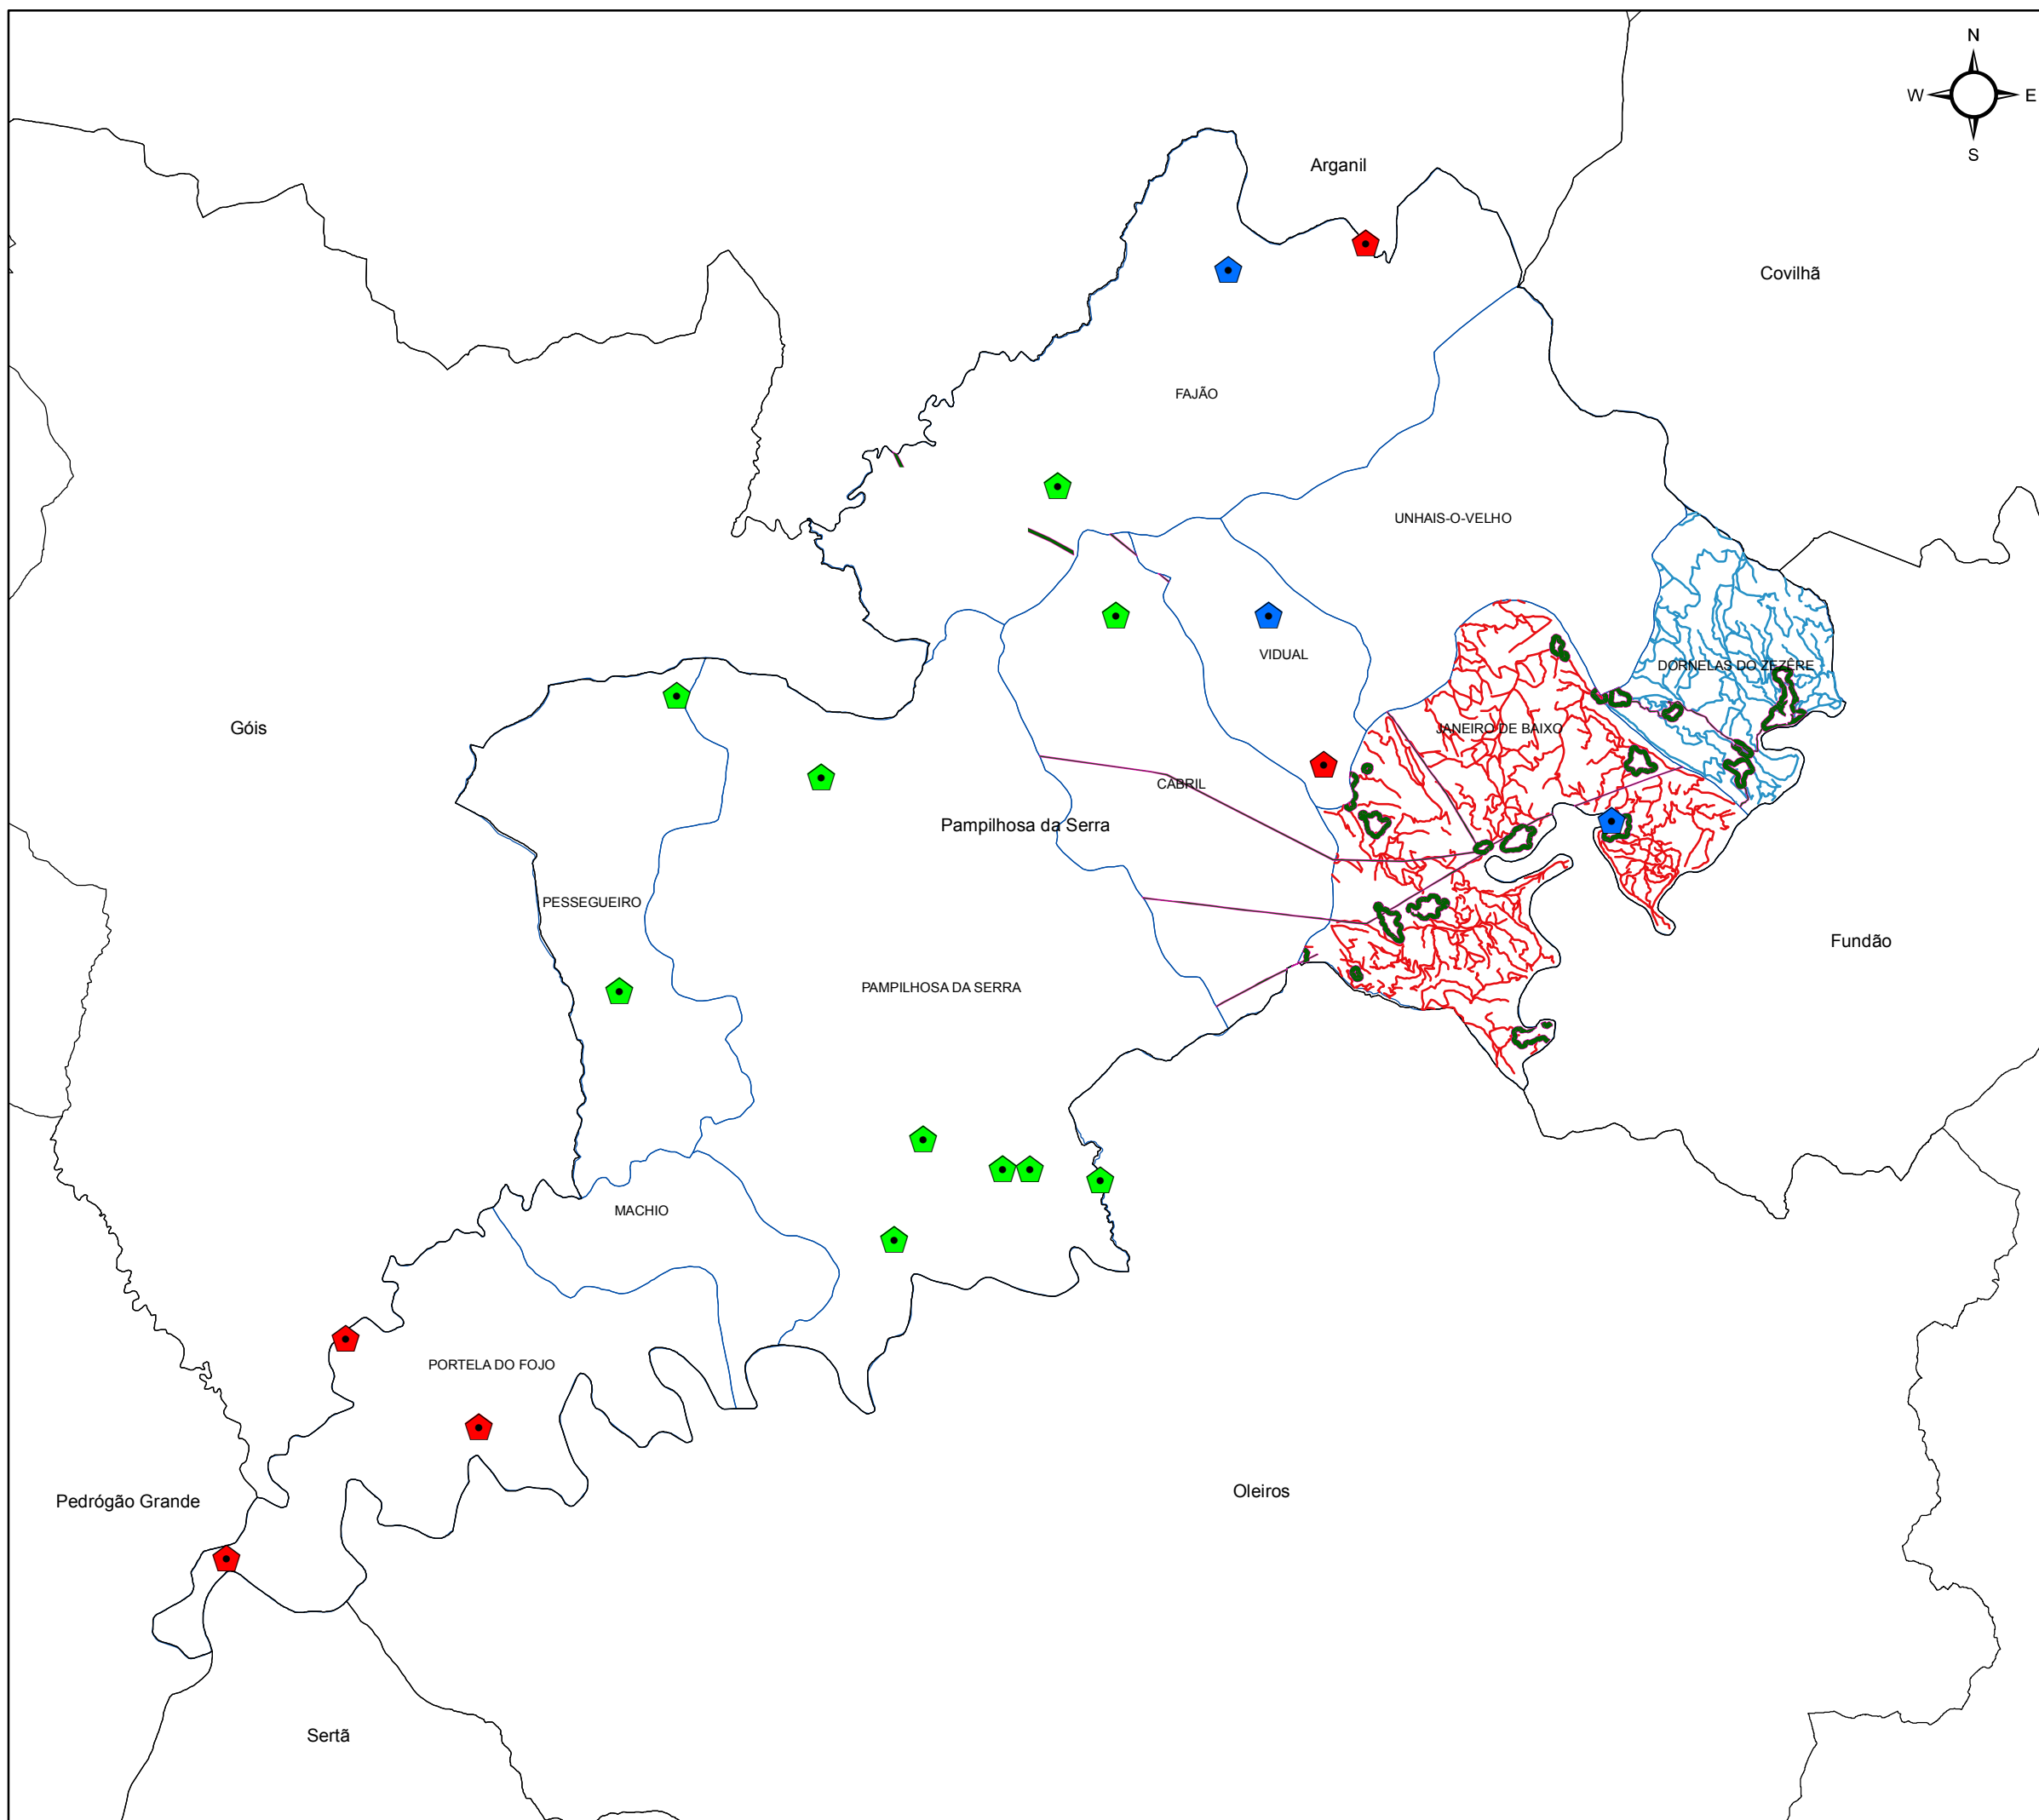 N
W E
S
Arganil
Covilhã
FAJÃO
UNHAIS-O-VELHO
VIDUAL
DORNELAS DO ZEZÊRE
Góis
JANEIRO DE BAIXO
CABRIL
Pampilhosa da Serra
PESSEGUEIRO
Fundão
PAMPILHOSA DA SERRA
MACHIO
PORTELA DO FOJO
Oleiros
Pedrógão Grande
Sertã